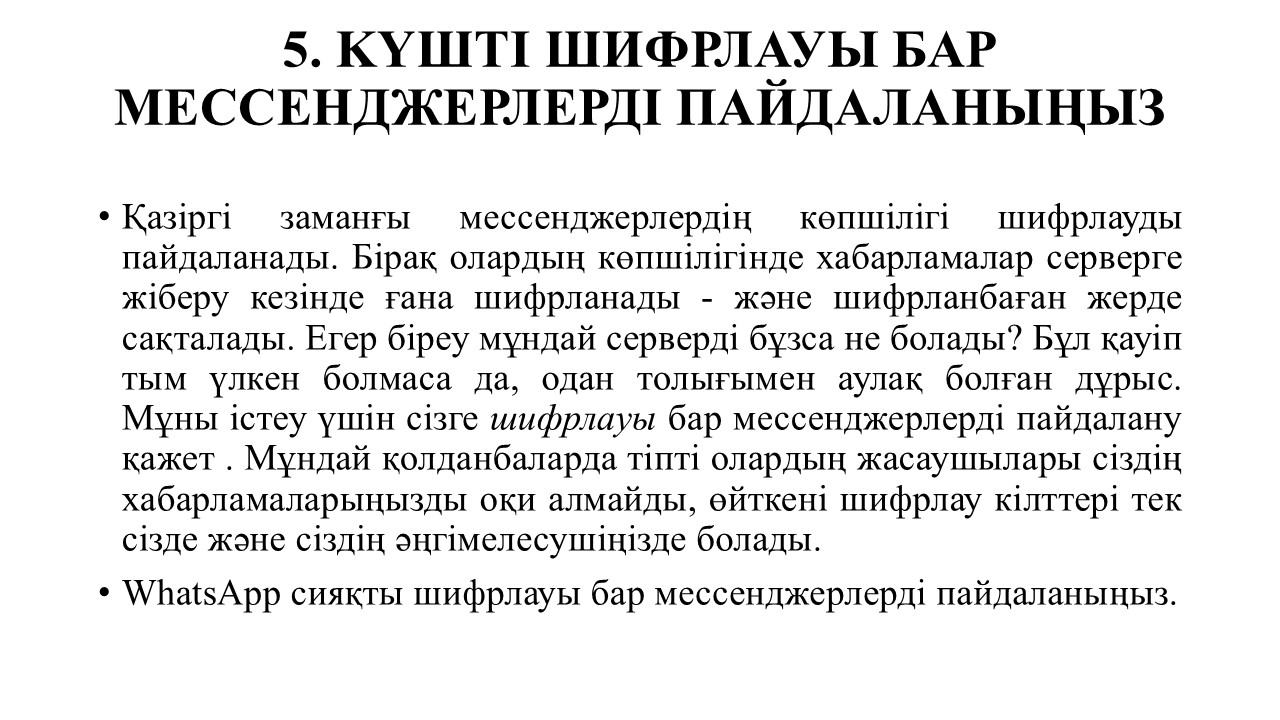 5. КҮШТІ ШИФРЛАУЫ БАР
МЕССЕНДЖЕРЛЕРДІ ПАЙДАЛАНЫҢЫЗ
• Қазіргі заманғы мессенджерлердің көпшілігі шифрлауды
пайдаланады. Бірақ олардың көпшілігінде хабарламалар серверге
жіберу кезінде ғана шифрланады - және шифрланбаған жерде
сақталады. Егер біреу мұндай серверді бұзса не болады? Бұл қауіп
тым үлкен болмаса да, одан толығымен аулақ болған дұрыс.
Мұны істеу үшін сізге шифрлауы бар мессенджерлерді пайдалану
қажет . Мұндай қолданбаларда тіпті олардың жасаушылары сіздің
хабарламаларыңызды оқи алмайды, өйткені шифрлау кілттері тек
сізде және сіздің әңгімелесушіңізде болады.
• WhatsApp сияқты шифрлауы бар мессенджерлерді пайдаланыңыз.